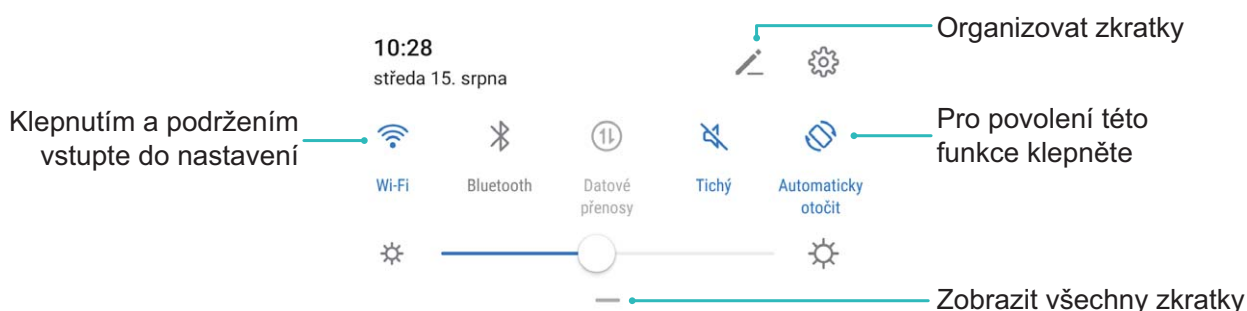 Organizovat zkratky
10:28
středa 15. srpna
Klepnutím a podržením
vstupte do nastavení
Pro povolení této
funkce klepněte
Wi-Fi
Bluetooth
Datové
přenosy
Tichý
Automaticky
otočit
Zobrazit všechny zkratky